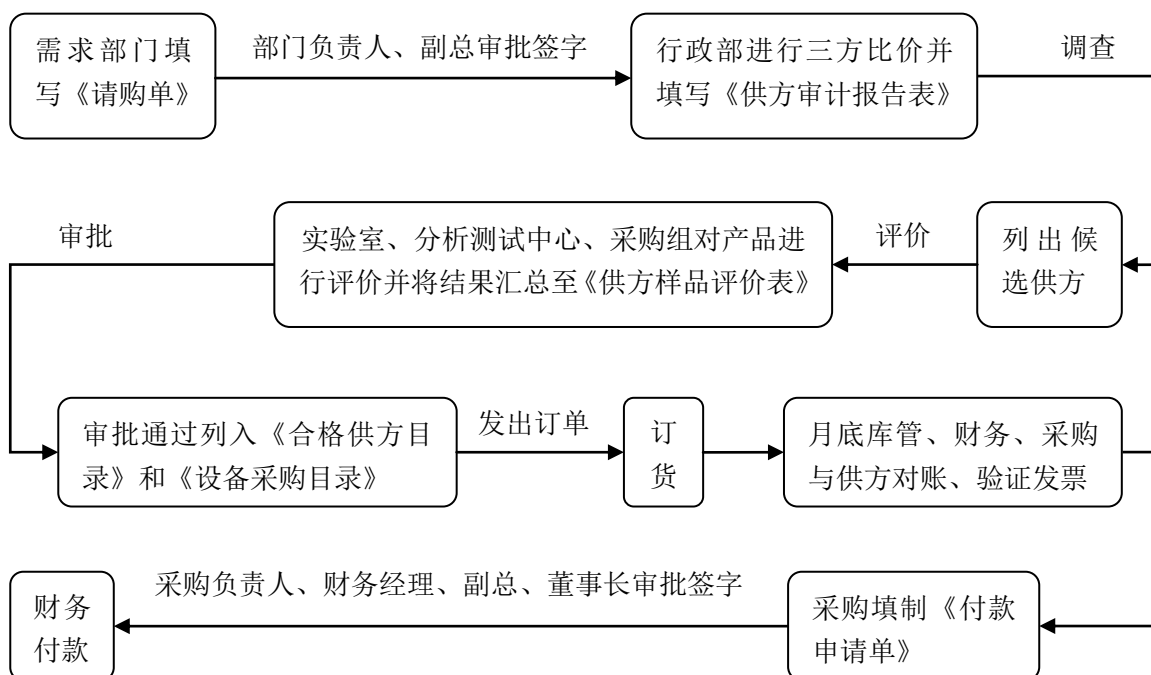 需求部门填
写《请购单》
部门负责人、副总审批签字
行政部进行三方比价并
填写《供方审计报告表》
调查
列出候
选供方
评价
实验室、分析测试中心、采购组对产品进
行评价并将结果汇总至《供方样品评价表》
审批
审批通过列入《合格供方目
录》和《设备采购目录》
发出订单
订
货
月底库管、财务、采购
与供方对账、验证发票
采购填制《付款
申请单》
采购负责人、财务经理、副总、董事长审批签字
财务
付款